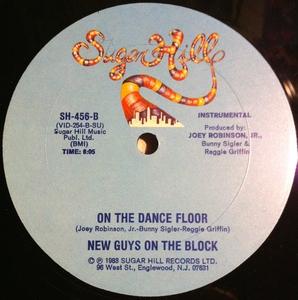 Sugar Hill
SH-456-B
(VID-254-B-SU)
Sugar Hill Music
Publ. Ltd.
(BMI)
TIME: 6:05
INSTRUMENTAL
Produced by:
JOEY ROBINSON, JR.,
Bunny Sigler &
Reggie Griffin
ON THE DANCE FLOOR
(Joey Robinson, Jr.-Bunny Sigler-Reggie Griffin)
NEW GUYS ON THE BLOCK
℗ © 1983 SUGAR HILL RECORDS LTD.
96 West St., Englewood, N.J. 07631